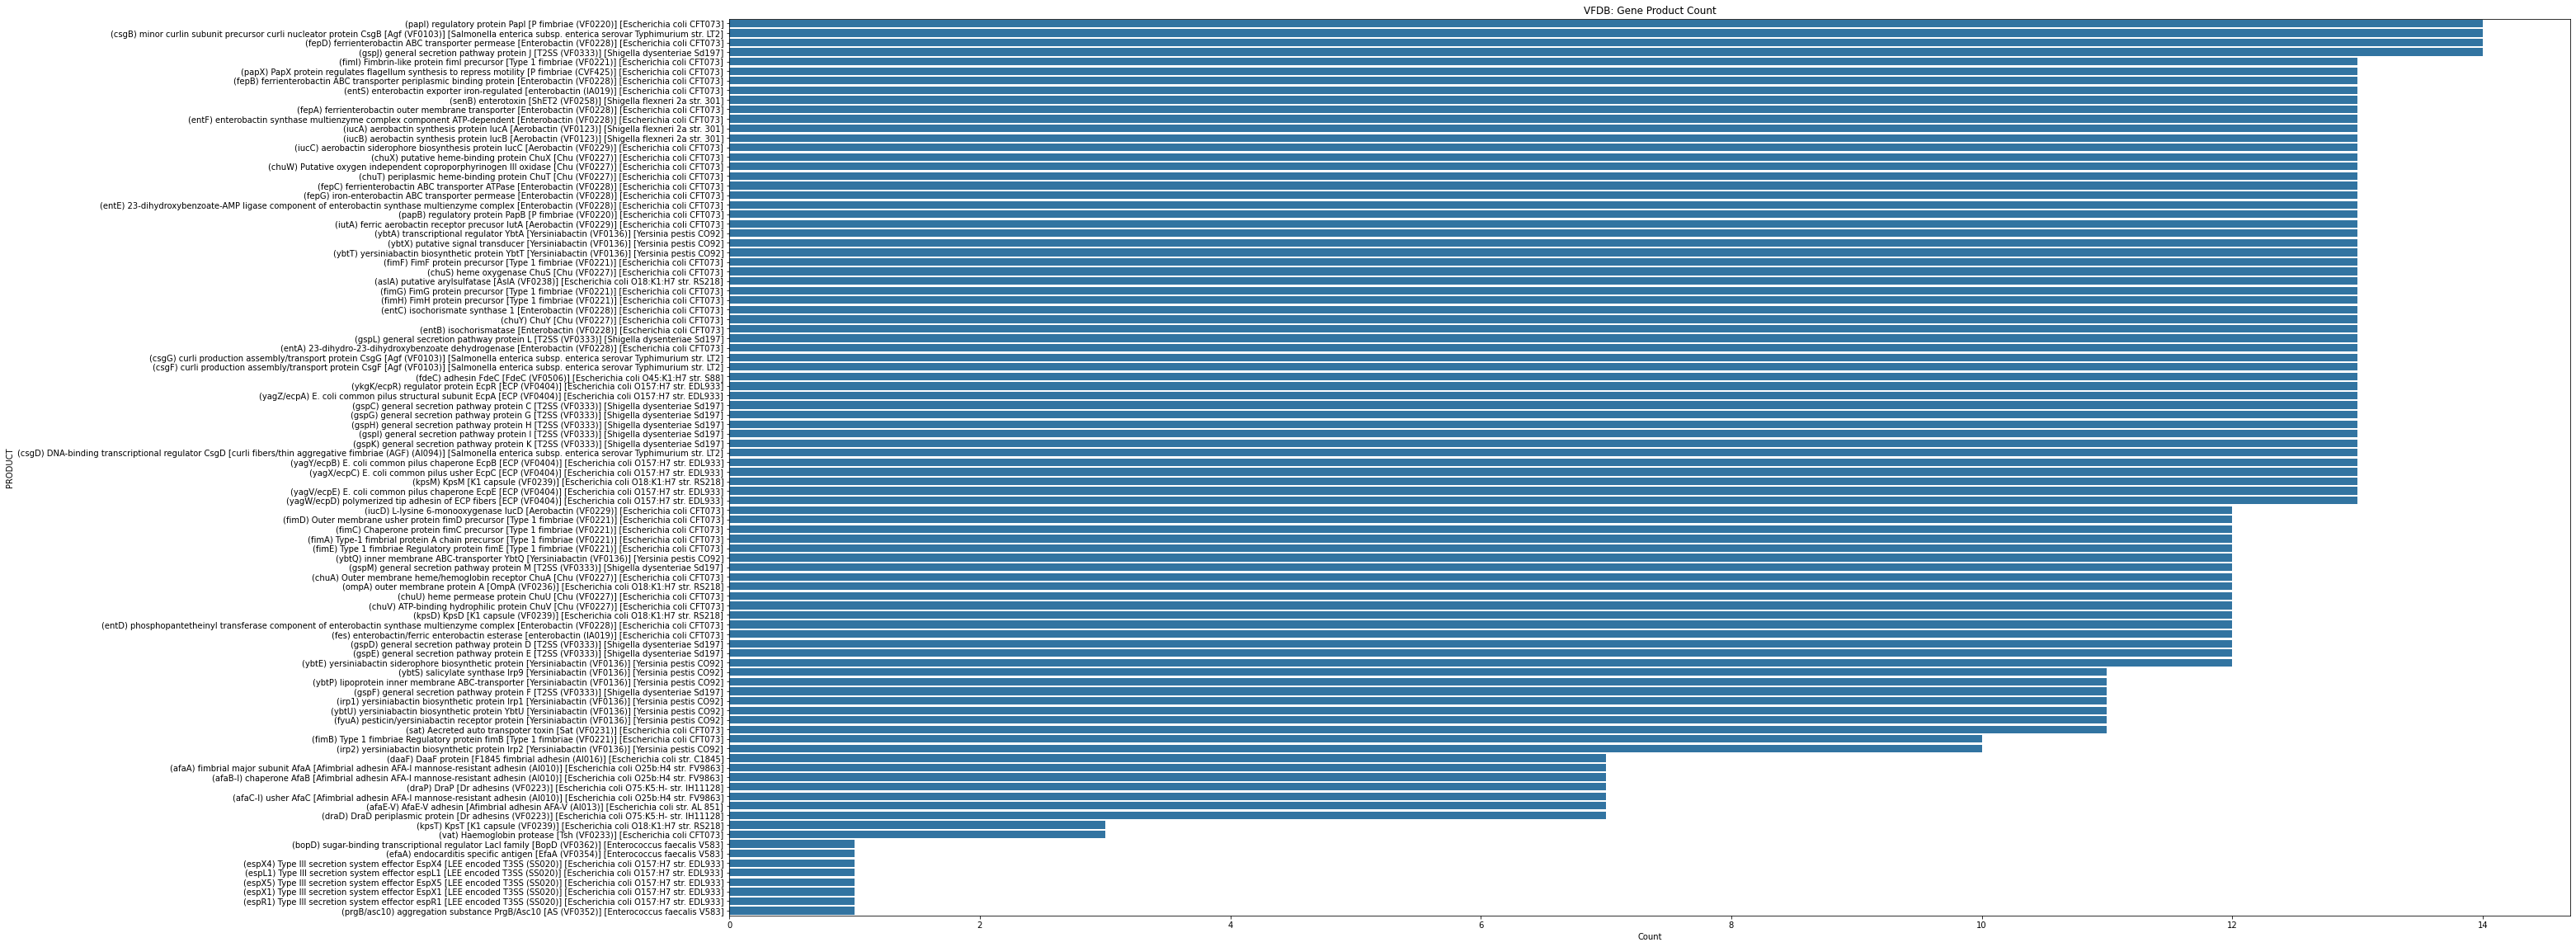 VFDB: Gene Product Count
(papI) regulatory protein PapI [P fimbriae (VF0220)] [Escherichia coli CFT073]
(csgB) minor curlin subunit precursor curli nucleator protein CsgB [Agf (VF0103)] [Salmonella enterica subsp. enterica serovar Typhimurium str. LT2]
(fepD) ferrienterobactin ABC transporter permease [Enterobactin (VF0228)] [Escherichia coli CFT073]
(gspJ) general secretion pathway protein J [T2SS (VF0333)] [Shigella dysenteriae Sd197]
(fimI) Fimbrin-like protein fimI precursor [Type 1 fimbriae (VF0221)] [Escherichia coli CFT073]
(papX) PapX protein regulates flagellum synthesis to repress motility [P fimbriae (CVF425)] [Escherichia coli CFT073]
(fepB) ferrienterobactin ABC transporter periplasmic binding protein [Enterobactin (VF0228)] [Escherichia coli CFT073]
(entS) enterobactin exporter iron-regulated [enterobactin (IA019)] [Escherichia coli CFT073]
(senB) enterotoxin [ShET2 (VF0258)] [Shigella flexneri 2a str. 301]
(fepA) ferrienterobactin outer membrane transporter [Enterobactin (VF0228)] [Escherichia coli CFT073]
(entF) enterobactin synthase multienzyme complex component ATP-dependent [Enterobactin (VF0228)] [Escherichia coli CFT073]
(iucA) aerobactin synthesis protein IucA [Aerobactin (VF0123)] [Shigella flexneri 2a str. 301]
(iucB) aerobactin synthesis protein IucB [Aerobactin (VF0123)] [Shigella flexneri 2a str. 301]
(iucC) aerobactin siderophore biosynthesis protein IucC [Aerobactin (VF0229)] [Escherichia coli CFT073]
(chuX) putative heme-binding protein ChuX [Chu (VF0227)] [Escherichia coli CFT073]
(chuW) Putative oxygen independent coproporphyrinogen III oxidase [Chu (VF0227)] [Escherichia coli CFT073]
(chuT) periplasmic heme-binding protein ChuT [Chu (VF0227)] [Escherichia coli CFT073]
(fepC) ferrienterobactin ABC transporter ATPase [Enterobactin (VF0228)] [Escherichia coli CFT073]
(fepG) iron-enterobactin ABC transporter permease [Enterobactin (VF0228)] [Escherichia coli CFT073]
(entE) 23-dihydroxybenzoate-AMP ligase component of enterobactin synthase multienzyme complex [Enterobactin (VF0228)] [Escherichia coli CFT073]
(papB) regulatory protein PapB [P fimbriae (VF0220)] [Escherichia coli CFT073]
(iutA) ferric aerobactin receptor precusor IutA [Aerobactin (VF0229)] [Escherichia coli CFT073]
(ybtA) transcriptional regulator YbtA [Yersiniabactin (VF0136)] [Yersinia pestis CO92]
(ybtX) putative signal transducer [Yersiniabactin (VF0136)] [Yersinia pestis CO92]
(ybtT) yersiniabactin biosynthetic protein YbtT [Yersiniabactin (VF0136)] [Yersinia pestis CO92]
(fimF) FimF protein precursor [Type 1 fimbriae (VF0221)] [Escherichia coli CFT073]
(chuS) heme oxygenase ChuS [Chu (VF0227)] [Escherichia coli CFT073]
(aslA) putative arylsulfatase [AslA (VF0238)] [Escherichia coli O18:K1:H7 str. RS218]
(fimG) FimG protein precursor [Type 1 fimbriae (VF0221)] [Escherichia coli CFT073]
(fimH) FimH protein precursor [Type 1 fimbriae (VF0221)] [Escherichia coli CFT073]
(entC) isochorismate synthase 1 [Enterobactin (VF0228)] [Escherichia coli CFT073]
(chuY) ChuY [Chu (VF0227)] [Escherichia coli CFT073]
(entB) isochorismatase [Enterobactin (VF0228)] [Escherichia coli CFT073]
(gspL) general secretion pathway protein L [T2SS (VF0333)] [Shigella dysenteriae Sd197]
(entA) 23-dihydro-23-dihydroxybenzoate dehydrogenase [Enterobactin (VF0228)] [Escherichia coli CFT073]
(csgG) curli production assembly/transport protein CsgG [Agf (VF0103)] [Salmonella enterica subsp. enterica serovar Typhimurium str. LT2]
(csgF) curli production assembly/transport protein CsgF [Agf (VF0103)] [Salmonella enterica subsp. enterica serovar Typhimurium str. LT2]
(fdeC) adhesin FdeC [FdeC (VF0506)] [Escherichia coli O45:K1:H7 str. S88]
(ykgK/ecpR) regulator protein EcpR [ECP (VF0404)] [Escherichia coli O157:H7 str. EDL933]
(yagZ/ecpA) E. coli common pilus structural subunit EcpA [ECP (VF0404)] [Escherichia coli O157:H7 str. EDL933]
(gspC) general secretion pathway protein C [T2SS (VF0333)] [Shigella dysenteriae Sd197]
(gspG) general secretion pathway protein G [T2SS (VF0333)] [Shigella dysenteriae Sd197]
(gspH) general secretion pathway protein H [T2SS (VF0333)] [Shigella dysenteriae Sd197]
(gspI) general secretion pathway protein I [T2SS (VF0333)] [Shigella dysenteriae Sd197]
(gspK) general secretion pathway protein K [T2SS (VF0333)] [Shigella dysenteriae Sd197]
(csgD) DNA-binding transcriptional regulator CsgD [curli fibers/thin aggregative fimbriae (AGF) (AI094)] [Salmonella enterica subsp. enterica serovar Typhimurium str. LT2]
(yagY/ecpB) E. coli common pilus chaperone EcpB [ECP (VF0404)] [Escherichia coli O157:H7 str. EDL933]
(yagX/ecpC) E. coli common pilus usher EcpC [ECP (VF0404)] [Escherichia coli O157:H7 str. EDL933]
(kpsM) KpsM [K1 capsule (VF0239)] [Escherichia coli O18:K1:H7 str. RS218]
(yagV/ecpE) E. coli common pilus chaperone EcpE [ECP (VF0404)] [Escherichia coli O157:H7 str. EDL933]
(yagW/ecpD) polymerized tip adhesin of ECP fibers [ECP (VF0404)] [Escherichia coli O157:H7 str. EDL933]
(iucD) L-lysine 6-monooxygenase IucD [Aerobactin (VF0229)] [Escherichia coli CFT073]
(fimD) Outer membrane usher protein fimD precursor [Type 1 fimbriae (VF0221)] [Escherichia coli CFT073]
(fimC) Chaperone protein fimC precursor [Type 1 fimbriae (VF0221)] [Escherichia coli CFT073]
(fimA) Type-1 fimbrial protein A chain precursor [Type 1 fimbriae (VF0221)] [Escherichia coli CFT073]
(fimE) Type 1 fimbriae Regulatory protein fimE [Type 1 fimbriae (VF0221)] [Escherichia coli CFT073]
(ybtQ) inner membrane ABC-transporter YbtQ [Yersiniabactin (VF0136)] [Yersinia pestis CO92]
(gspM) general secretion pathway protein M [T2SS (VF0333)] [Shigella dysenteriae Sd197]
(chuA) Outer membrane heme/hemoglobin receptor ChuA [Chu (VF0227)] [Escherichia coli CFT073]
(ompA) outer membrane protein A [OmpA (VF0236)] [Escherichia coli O18:K1:H7 str. RS218]
(chuU) heme permease protein ChuU [Chu (VF0227)] [Escherichia coli CFT073]
(chuV) ATP-binding hydrophilic protein ChuV [Chu (VF0227)] [Escherichia coli CFT073]
(kpsD) KpsD [K1 capsule (VF0239)] [Escherichia coli O18:K1:H7 str. RS218]
(entD) phosphopantetheinyl transferase component of enterobactin synthase multienzyme complex [Enterobactin (VF0228)] [Escherichia coli CFT073]
(fes) enterobactin/ferric enterobactin esterase [enterobactin (IA019)] [Escherichia coli CFT073]
(gspD) general secretion pathway protein D [T2SS (VF0333)] [Shigella dysenteriae Sd197]
(gspE) general secretion pathway protein E [T2SS (VF0333)] [Shigella dysenteriae Sd197]
(ybtE) yersiniabactin siderophore biosynthetic protein [Yersiniabactin (VF0136)] [Yersinia pestis CO92]
(ybtS) salicylate synthase Irp9 [Yersiniabactin (VF0136)] [Yersinia pestis CO92]
(ybtP) lipoprotein inner membrane ABC-transporter [Yersiniabactin (VF0136)] [Yersinia pestis CO92]
(gspF) general secretion pathway protein F [T2SS (VF0333)] [Shigella dysenteriae Sd197]
(irp1) yersiniabactin biosynthetic protein Irp1 [Yersiniabactin (VF0136)] [Yersinia pestis CO92]
(ybtU) yersiniabactin biosynthetic protein YbtU [Yersiniabactin (VF0136)] [Yersinia pestis CO92]
(fyuA) pesticin/yersiniabactin receptor protein [Yersiniabactin (VF0136)] [Yersinia pestis CO92]
(sat) Aecreted auto transpoter toxin [Sat (VF0231)] [Escherichia coli CFT073]
(fimB) Type 1 fimbriae Regulatory protein fimB [Type 1 fimbriae (VF0221)] [Escherichia coli CFT073]
(irp2) yersiniabactin biosynthetic protein Irp2 [Yersiniabactin (VF0136)] [Yersinia pestis CO92]
(daaF) DaaF protein [F1845 fimbrial adhesin (AI016)] [Escherichia coli str. C1845]
(afaA) fimbrial major subunit AfaA [Afimbrial adhesin AFA-I mannose-resistant adhesin (AI010)] [Escherichia coli O25b:H4 str. FV9863]
(afaB-I) chaperone AfaB [Afimbrial adhesin AFA-I mannose-resistant adhesin (AI010)] [Escherichia coli O25b:H4 str. FV9863]
(draP) DraP [Dr adhesins (VF0223)] [Escherichia coli O75:K5:H- str. IH11128]
(afaC-I) usher AfaC [Afimbrial adhesin AFA-I mannose-resistant adhesin (AI010)] [Escherichia coli O25b:H4 str. FV9863]
(afaE-V) AfaE-V adhesin [Afimbrial adhesin AFA-V (AI013)] [Escherichia coli str. AL 851]
(draD) DraD periplasmic protein [Dr adhesins (VF0223)] [Escherichia coli O75:K5:H- str. IH11128]
(kpsT) KpsT [K1 capsule (VF0239)] [Escherichia coli O18:K1:H7 str. RS218]
(vat) Haemoglobin protease [Tsh (VF0233)] [Escherichia coli CFT073]
(bopD) sugar-binding transcriptional regulator LacI family [BopD (VF0362)] [Enterococcus faecalis V583]
(efaA) endocarditis specific antigen [EfaA (VF0354)] [Enterococcus faecalis V583]
(espX4) Type III secretion system effector EspX4 [LEE encoded T3SS (SS020)] [Escherichia coli O157:H7 str. EDL933]
(espL1) Type III secretion system effector espL1 [LEE encoded T3SS (SS020)] [Escherichia coli O157:H7 str. EDL933]
(espX5) Type III secretion system effector EspX5 [LEE encoded T3SS (SS020)] [Escherichia coli O157:H7 str. EDL933]
(espX1) Type III secretion system effector EspX1 [LEE encoded T3SS (SS020)] [Escherichia coli O157:H7 str. EDL933]
(espR1) Type III secretion system effector espR1 [LEE encoded T3SS (SS020)] [Escherichia coli O157:H7 str. EDL933]
(prgB/asc10) aggregation substance PrgB/Asc10 [AS (VF0352)] [Enterococcus faecalis V583]
PRODUCT
0 2 4 6 8 10 12 14
Count